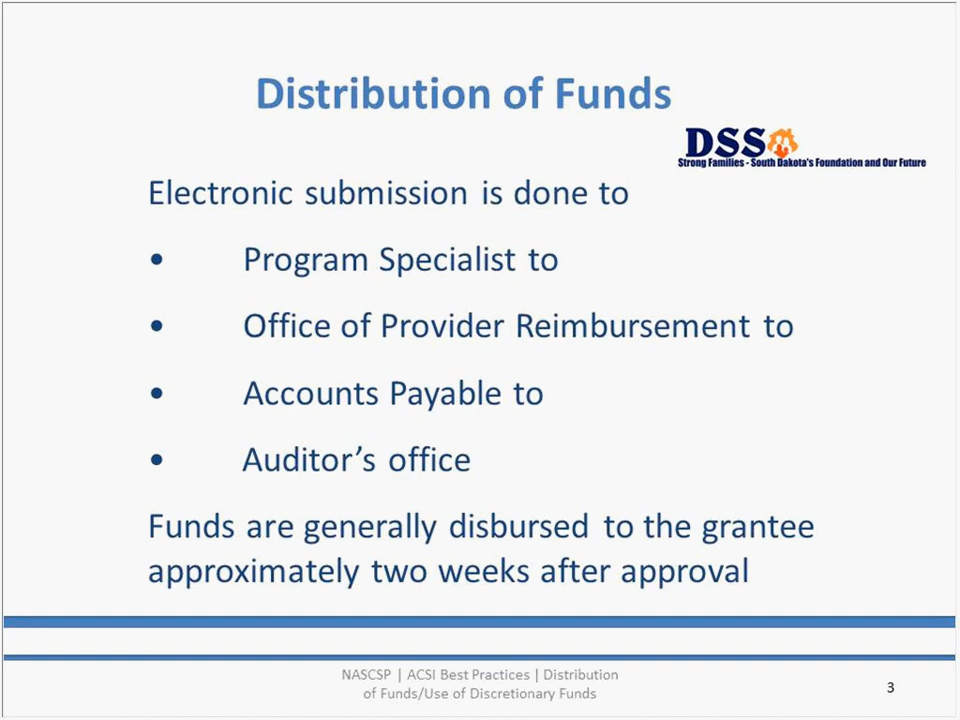 Distribution of Funds
DSS
Strong Families - South Dakota's Foundation and Our Future
Electronic submission is done to
• Program Specialist to
• Office of Provider Reimbursement to
• Accounts Payable to
• Auditor’s office
Funds are generally disbursed to the grantee
approximately two weeks after approval
NASCSP | ACSI Best Practices | Distribution
of Funds/Use of Discretionary Funds
3